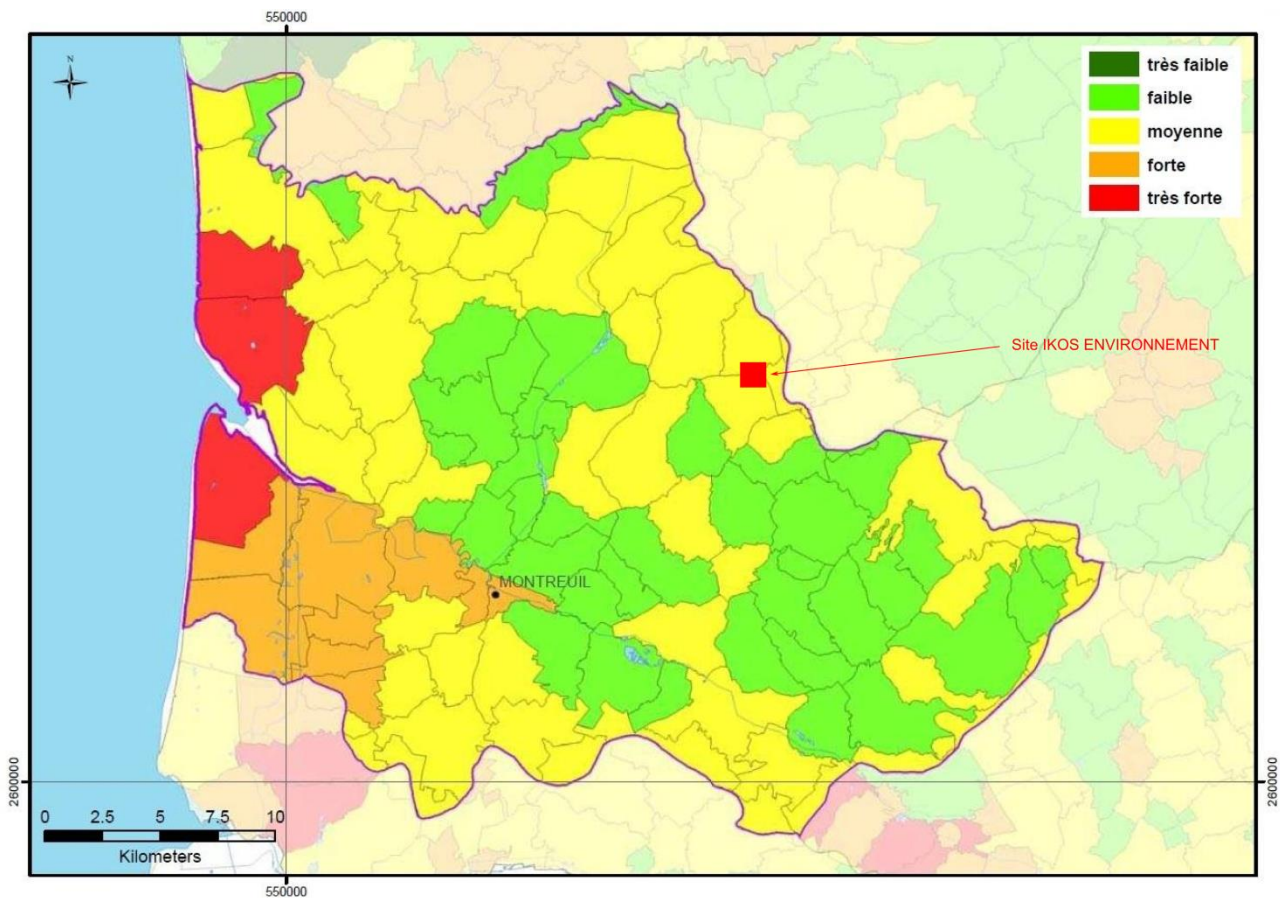 550000
N
très faible
faible
moyenne
forte
très forte
Site IKOS ENVIRONNEMENT
MONTREUIL
2600000
2600000
0 2.5 5 7.5 10
Kilometers
550000